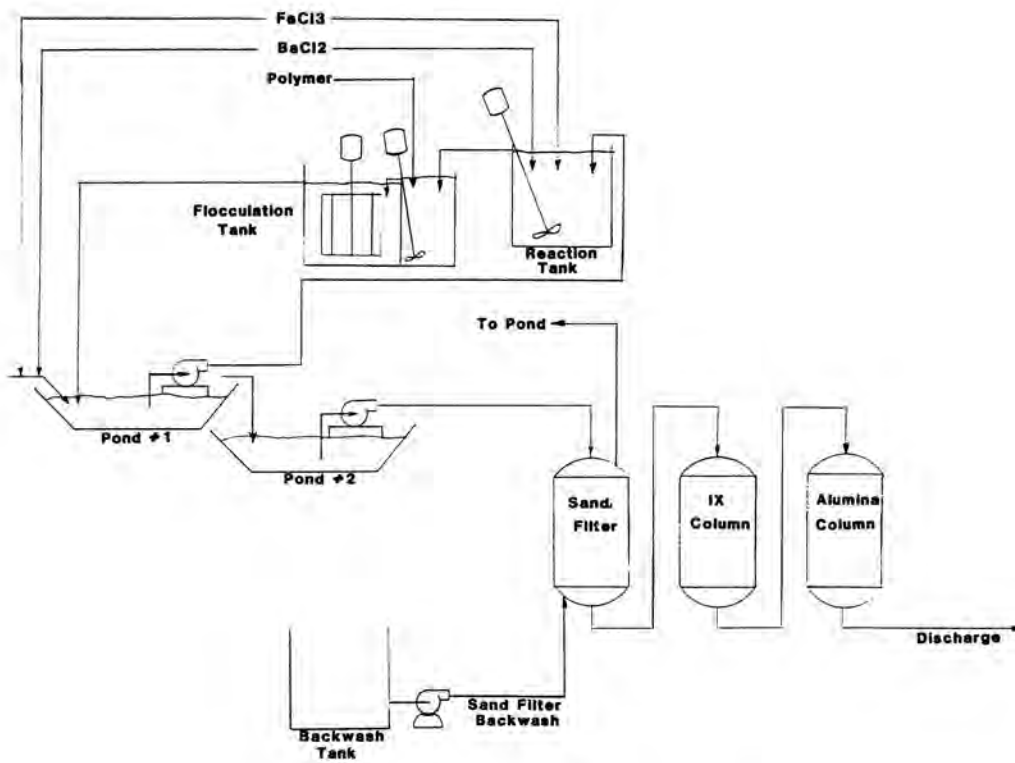 FeCl3
BaCl2
Polymer
Flocculation
Tank
Reaction
Tank
To Pond
Pond #1
Pond #2
Sand
Filter
IX
Column
Alumina
Column
Discharge
Sand Filter
Backwash
Backwash
Tank